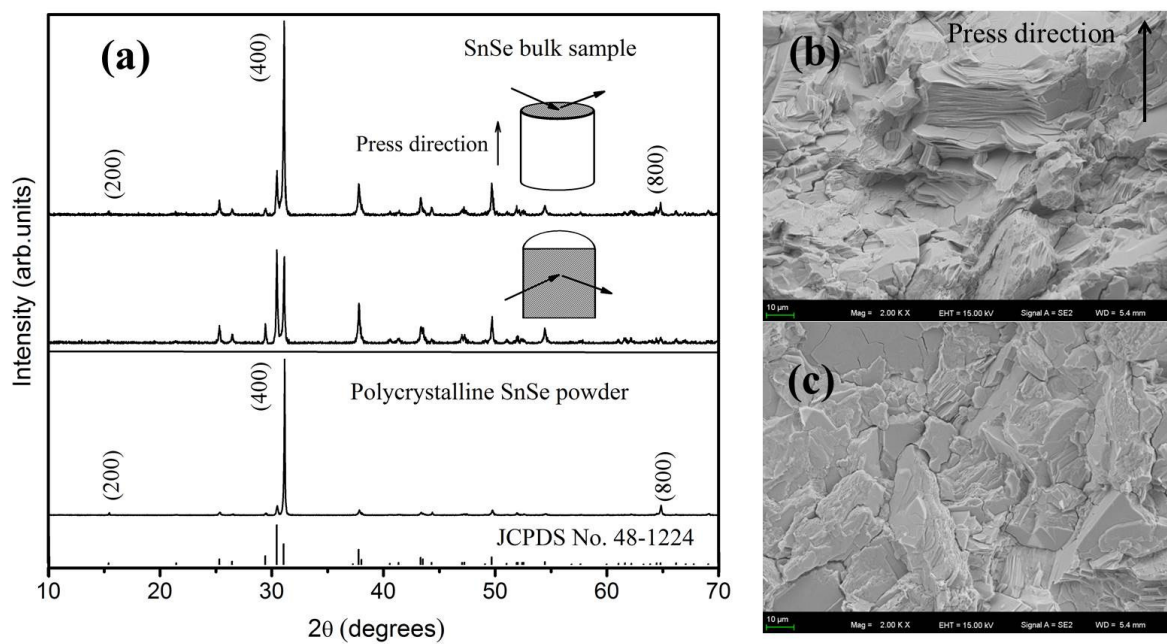 (a)
(400)
SnSe bulk sample
Press direction
(200)
(800)
(400)
Polycrystalline SnSe powder
(200)
(800)
JCPDS No. 48-1224
10 20 30 40 50 60 70
2θ (degrees)
Intensity (arb.units)
(b)
Press direction
10 µm
Mag = 2.00 K X EHT = 15.00 kV Signal A = SE2 WD = 5.4 mm
(c)
10 µm
Mag = 2.00 K X EHT = 15.00 kV Signal A = SE2 WD = 5.4 mm